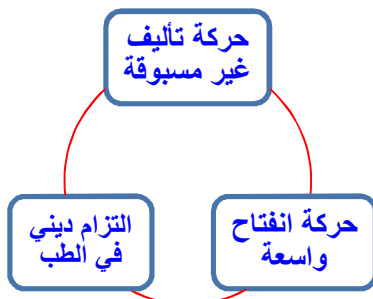 حركة تأليف
غير مسبوقة
حركة انفتاح
واسعة
التزام ديني
في الطب